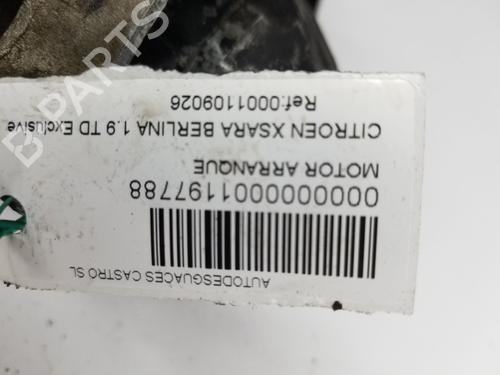 AUTODESGUACES CASTRO SL
0000000001197788
MOTOR ARRANQUE
CITROEN XSARA BERLINA 1.9 TD Exclusive
Ref:0001109026
B-PARTS